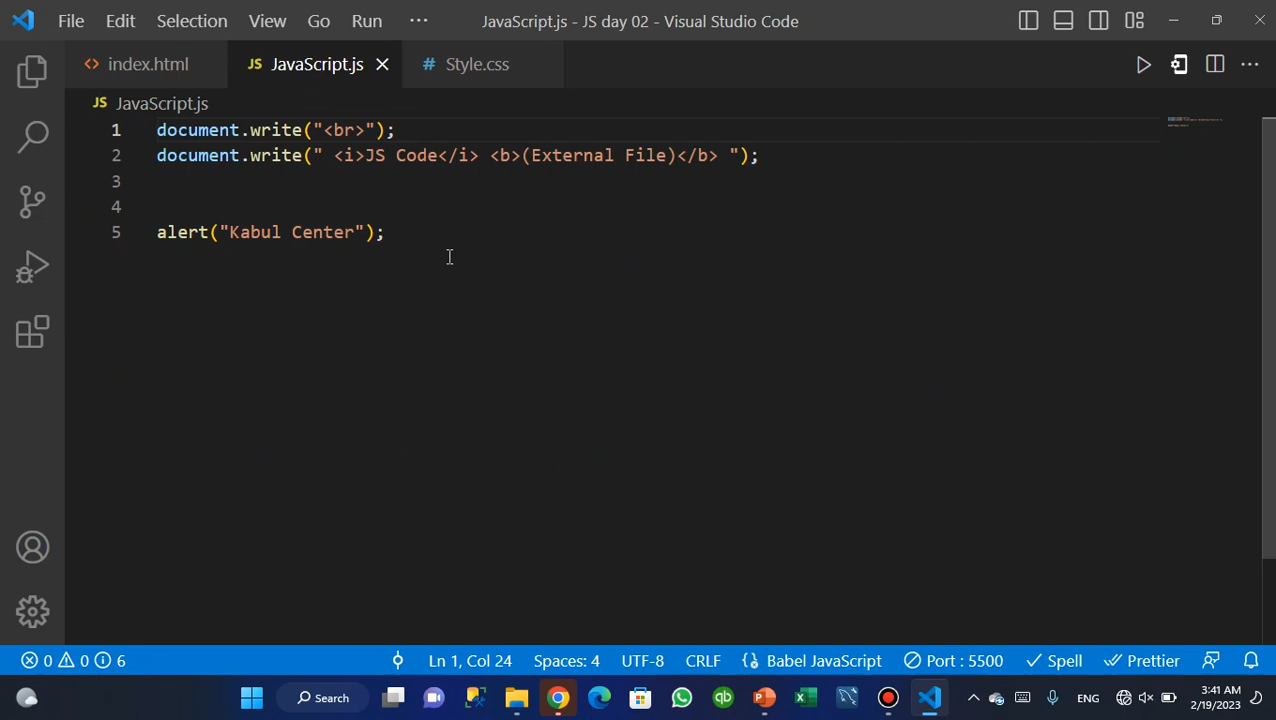 File Edit Selection View Go Run ··· JavaScript.js - JS day 02 - Visual Studio Code
index.html JS JavaScript.js # Style.css
JS JavaScript.js
1 document.write("<br>");
2 document.write(" <i>JS Code</i> <b>(External File)</b> ");
3
4
5 alert("Kabul Center");
0 0 6 Ln 1, Col 24 Spaces: 4 UTF-8 CRLF {} Babel JavaScript Port : 5500 Spell Prettier
Search qb P X ENG 3:41 AM
2/19/2023